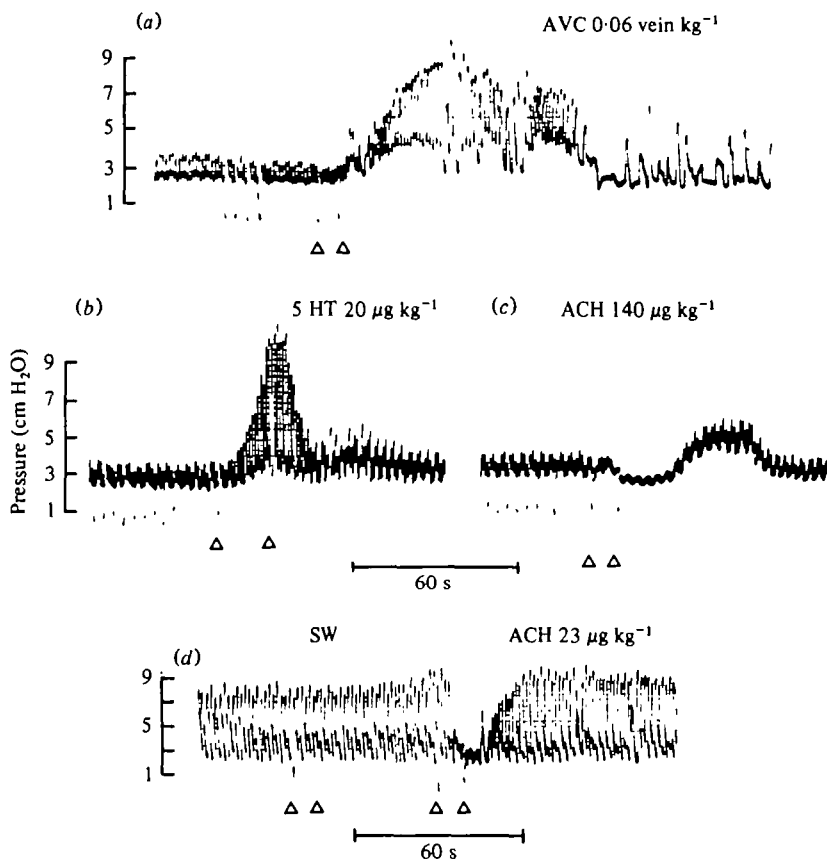 (a) AVC 0·06 vein kg⁻¹
9
7
5
3
1
(b) 5 HT 20 µg kg⁻¹ (c) ACH 140 µg kg⁻¹
Pressure (cm H₂O)
9
7
5
3
1
60 s
SW ACH 23 µg kg⁻¹
(d)
9
5
1
60 s